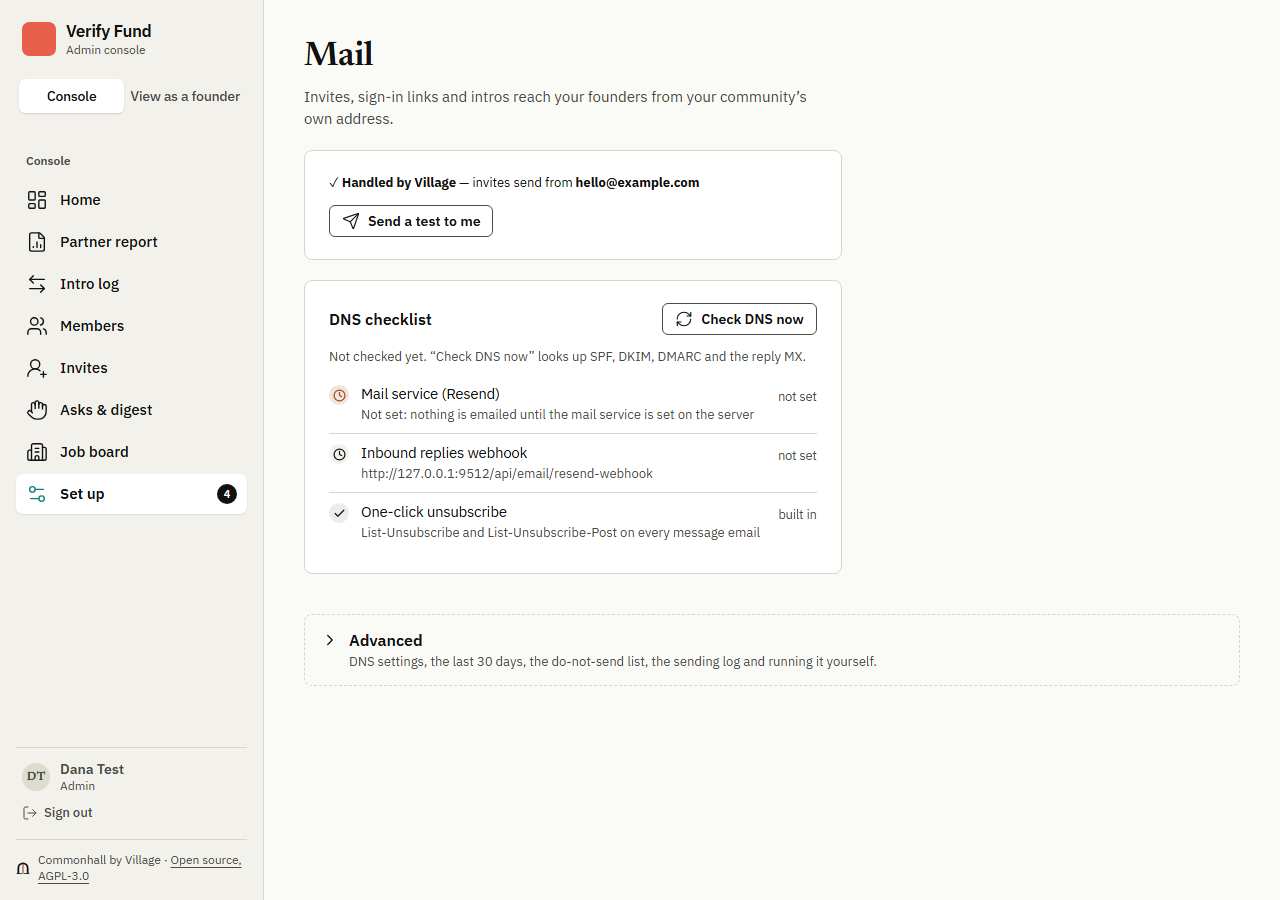 Verify Fund
Admin console
Console
View as a founder
Console
Home
Partner report
Intro log
Members
Invites
Asks & digest
Job board
Set up
4
DT
Dana Test
Admin
Sign out
Commonhall by Village · Open source,
AGPL-3.0
Mail
Invites, sign-in links and intros reach your founders from your community’s
own address.
✓ Handled by Village — invites send from hello@example.com
Send a test to me
DNS checklist
Check DNS now
Not checked yet. “Check DNS now” looks up SPF, DKIM, DMARC and the reply MX.
Mail service (Resend)
not set
Not set: nothing is emailed until the mail service is set on the server
Inbound replies webhook
not set
http://127.0.0.1:9512/api/email/resend-webhook
One-click unsubscribe
built in
List-Unsubscribe and List-Unsubscribe-Post on every message email
Advanced
DNS settings, the last 30 days, the do-not-send list, the sending log and running it yourself.